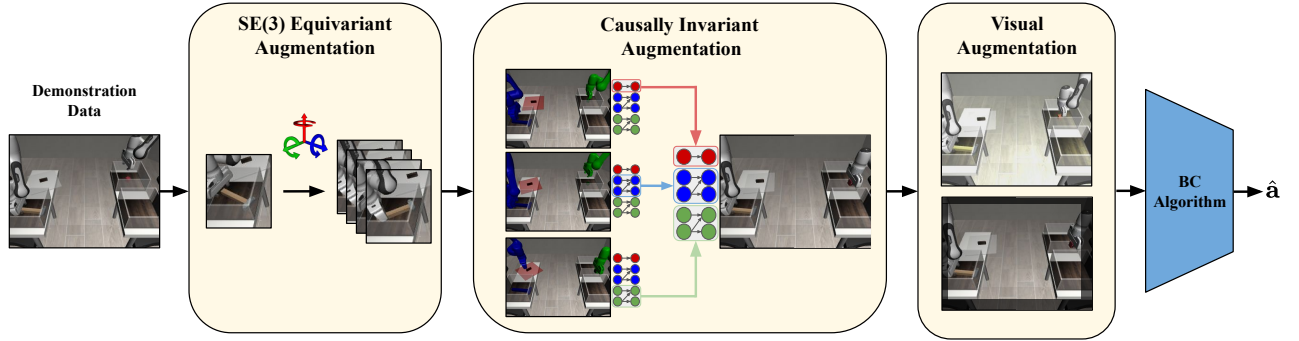 Demonstration
Data
SE(3) Equivariant
Augmentation
Causally Invariant
Augmentation
Visual
Augmentation
BC
Algorithm
â